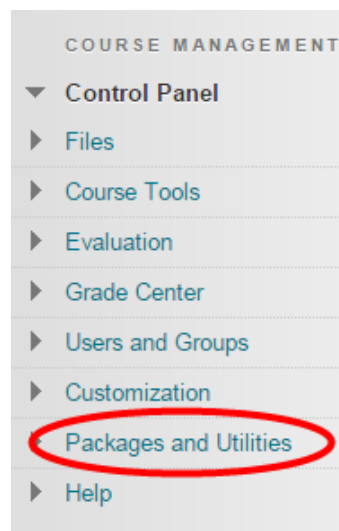 COURSE MANAGEMENT
Control Panel
Files
Course Tools
Evaluation
Grade Center
Users and Groups
Customization
Packages and Utilities
Help